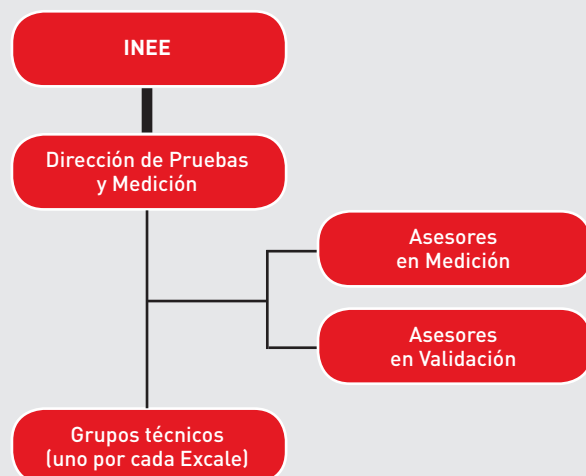 INEE
Dirección de Pruebas
y Medición
Asesores
en Medición
Asesores
en Validación
Grupos técnicos
(uno por cada Excale)